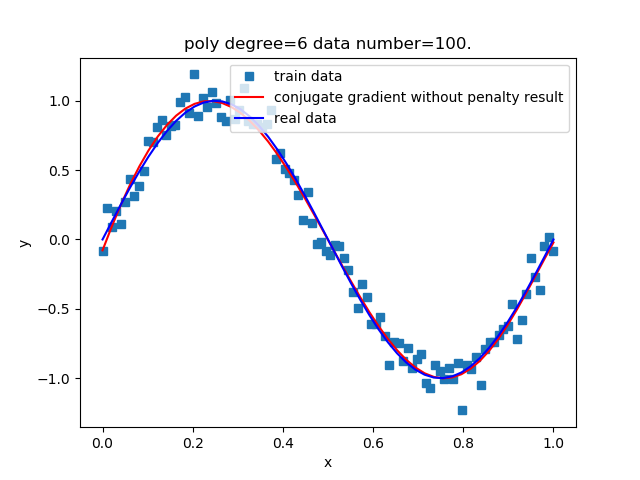 poly degree=6 data number=100.
train data
conjugate gradient without penalty result
real data
1.0
0.5
0.0
−0.5
−1.0
y
0.0 0.2 0.4 0.6 0.8 1.0
x